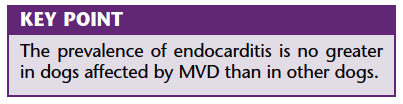 KEY POINT
The prevalence of endocarditis is no greater
in dogs affected by MVD than in other dogs.